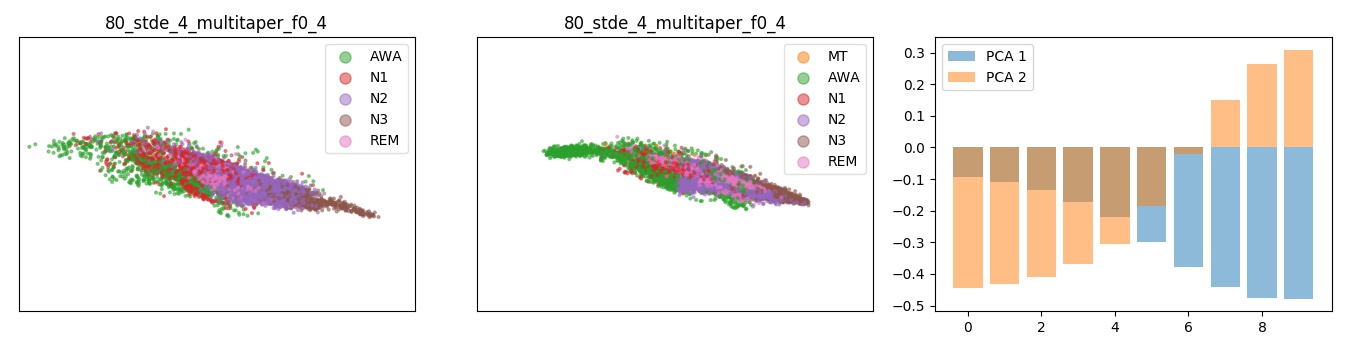 80_stde_4_multitaper_f0_4
AWA
N1
N2
N3
REM
80_stde_4_multitaper_f0_4
MT
AWA
N1
N2
N3
REM
PCA 1
PCA 2
0.3
0.2
0.1
0.0
−0.1
−0.2
−0.3
−0.4
−0.5
0 2 4 6 8